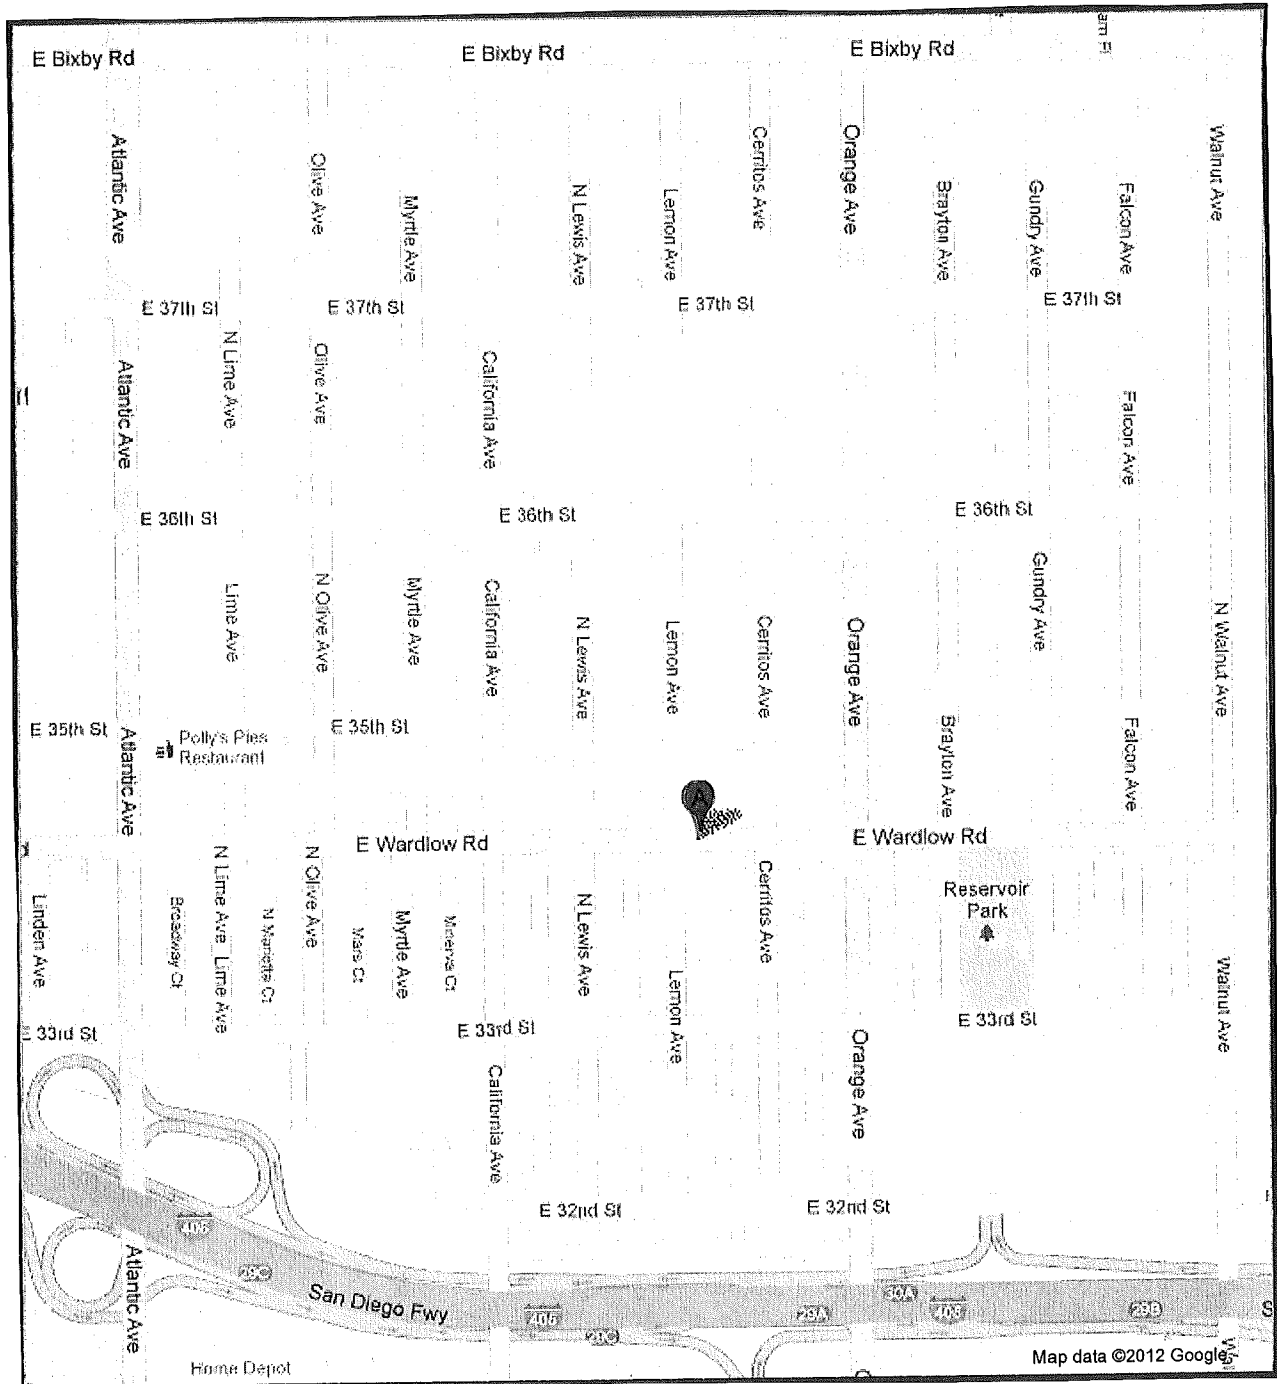 E Bixby Rd
E Bixby Rd
E Bixby Rd
Atlantic Ave
Olive Ave
Myrtle Ave
N Lewis Ave
Lemon Ave
Cerritos Ave
Orange Ave
Brayton Ave
Gundry Ave
Falcon Ave
Walnut Ave
E 37th St
E 37th St
E 37th St
E 37th St
Atlantic Ave
N Lime Ave
Olive Ave
California Ave
Falcon Ave
E 36th St
E 36th St
E 36th St
Lime Ave
N Olive Ave
Myrtle Ave
California Ave
N Lewis Ave
Lemon Ave
Cerritos Ave
Orange Ave
Gundry Ave
N Walnut Ave
E 35th St
Atlantic Ave
Polly's Pies
Restaurant
E 35th St
Brayton Ave
Falcon Ave
A
E Wardlow Rd
E Wardlow Rd
Linden Ave
Broadway Ct
N Lime Ave
Lime Ave
N Marietta Ct
N Olive Ave
Mars Ct
Myrtle Ave
Minerva Ct
N Lewis Ave
Lemon Ave
Cerritos Ave
Reservoir
Park
Walnut Ave
E 33rd St
E 33rd St
E 33rd St
California Ave
Orange Ave
E 32nd St
E 32nd St
405
29C
Atlantic Ave
San Diego Fwy
405
29C
29A
30A
405
29B
Home Depot
Map data ©2012 Google